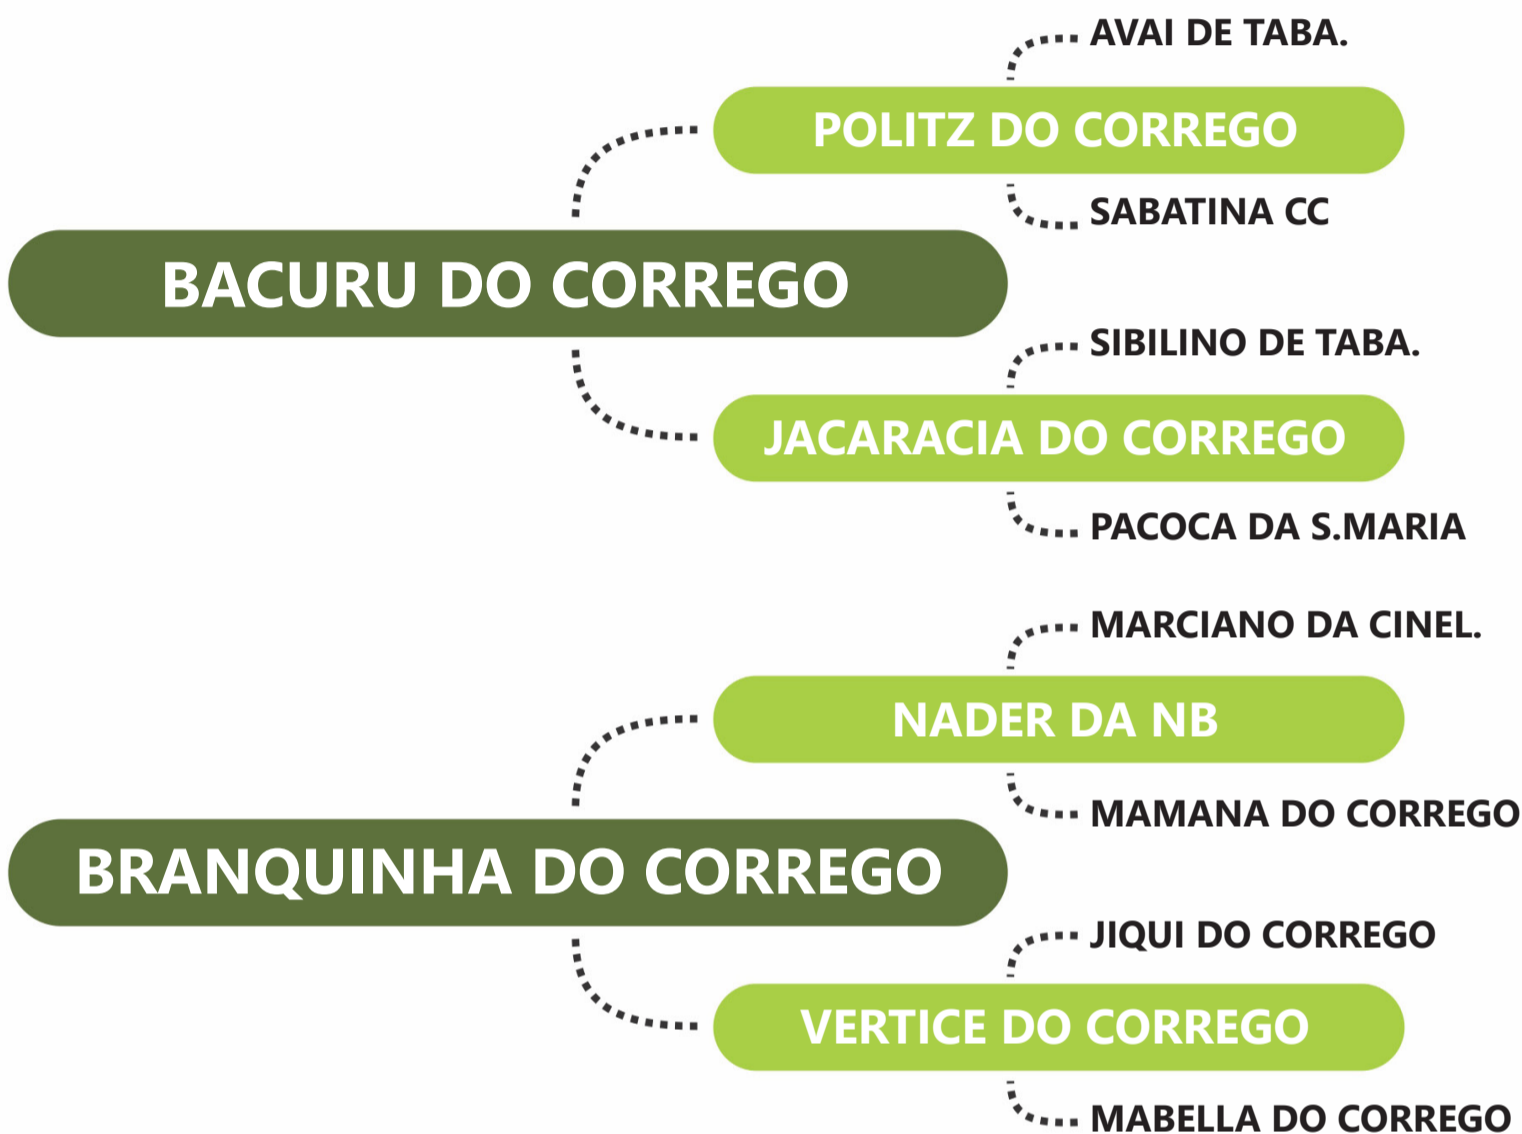 AVAI DE TABA.
POLITZ DO CORREGO
SABATINA CC
BACURU DO CORREGO
SIBILINO DE TABA.
JACARACIA DO CORREGO
PACOCA DA S.MARIA
MARCIANO DA CINEL.
NADER DA NB
MAMANA DO CORREGO
BRANQUINHA DO CORREGO
JIQUI DO CORREGO
VERTICE DO CORREGO
MABELLA DO CORREGO